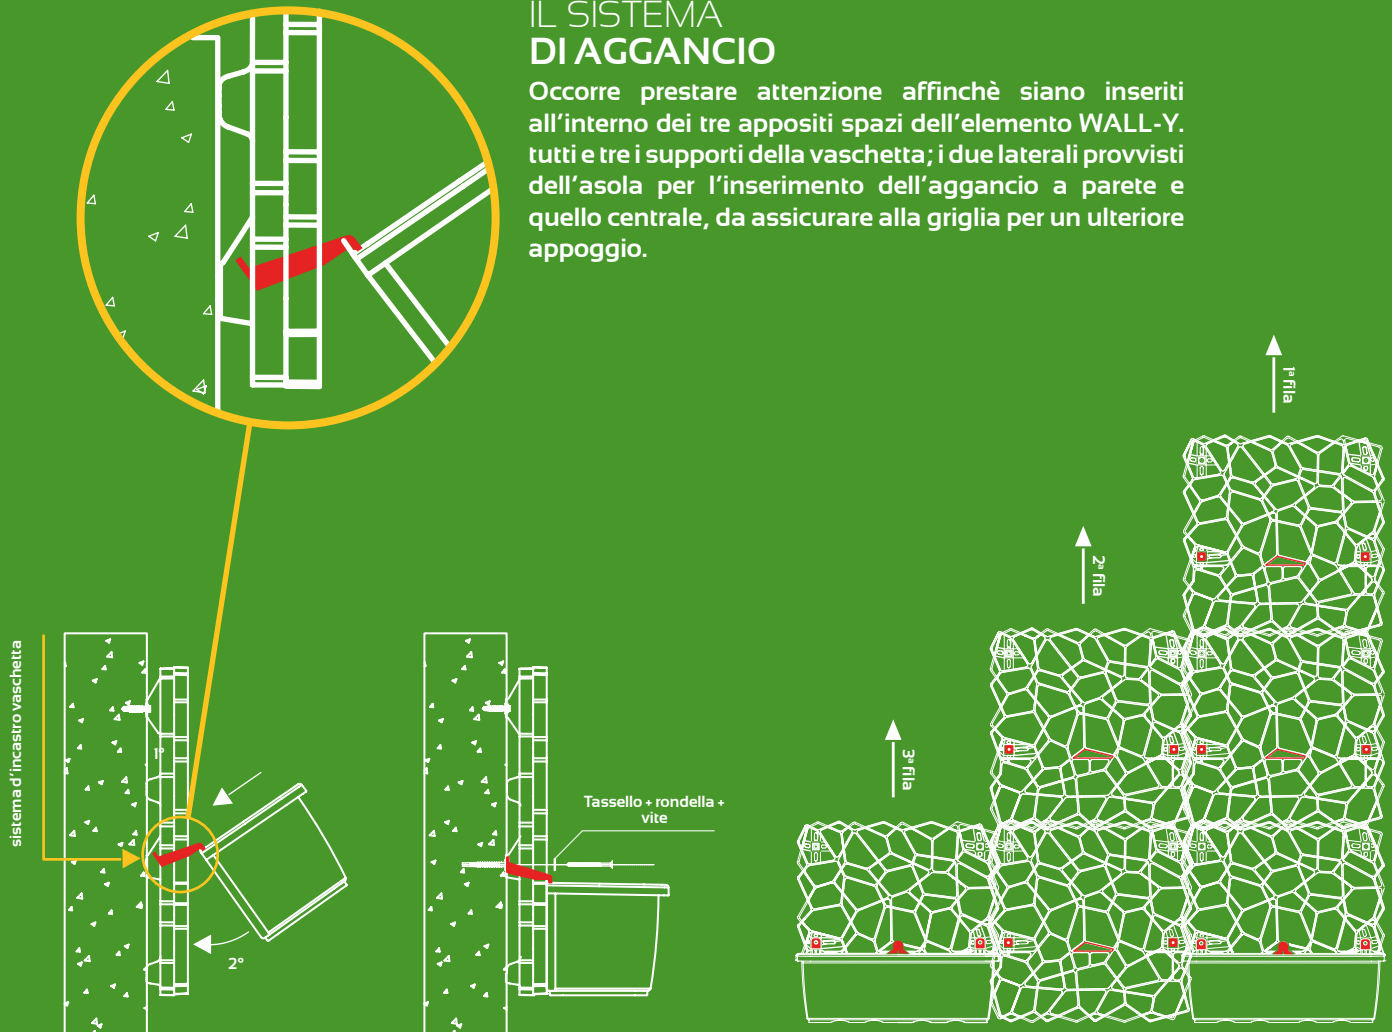 IL SISTEMA
DI AGGANCIO
Occorre prestare attenzione affinchè siano inseriti
all'interno dei tre appositi spazi dell'elemento WALL-Y.
tutti e tre i supporti della vaschetta; i due laterali provvisti
dell'asola per l'inserimento dell'aggancio a parete e
quello centrale, da assicurare alla griglia per un ulteriore
appoggio.
1ª fila
2ª fila
3ª fila
sistema d'incastro vaschetta
1°
2°
Tassello + rondella +
vite